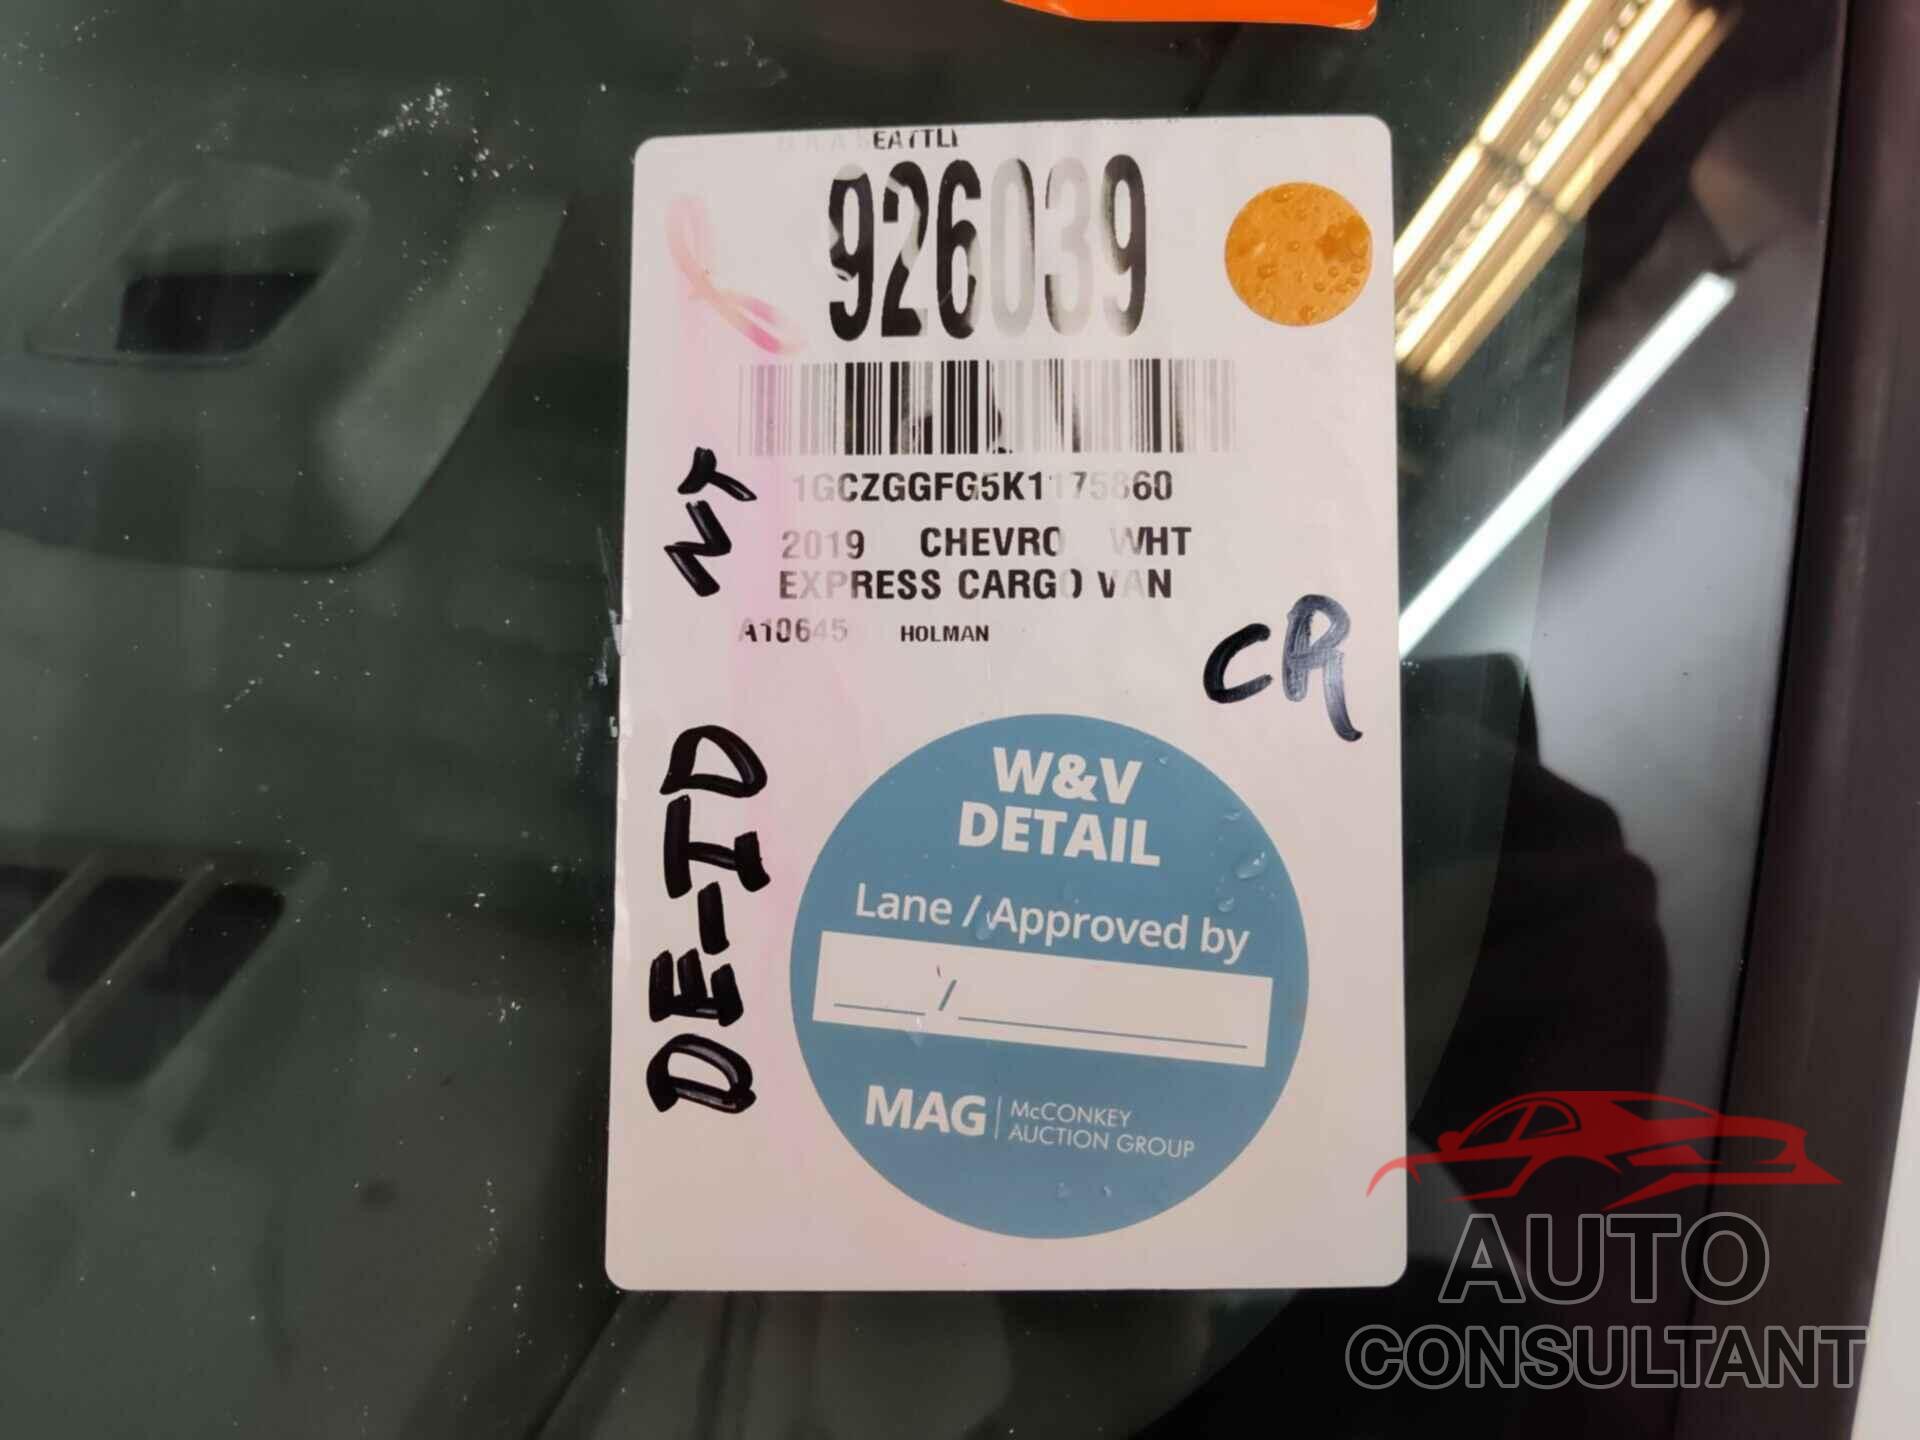 EATTLE
926039
1GCZGGFG5K1175860
2019 CHEVRO WHT
EXPRESS CARGO VAN
A10645 HOLMAN
NY
DE-ID
CR
W&V
DETAIL
Lane / Approved by
/
MAG | McCONKEY
AUCTION GROUP
AUTO
CONSULTANT